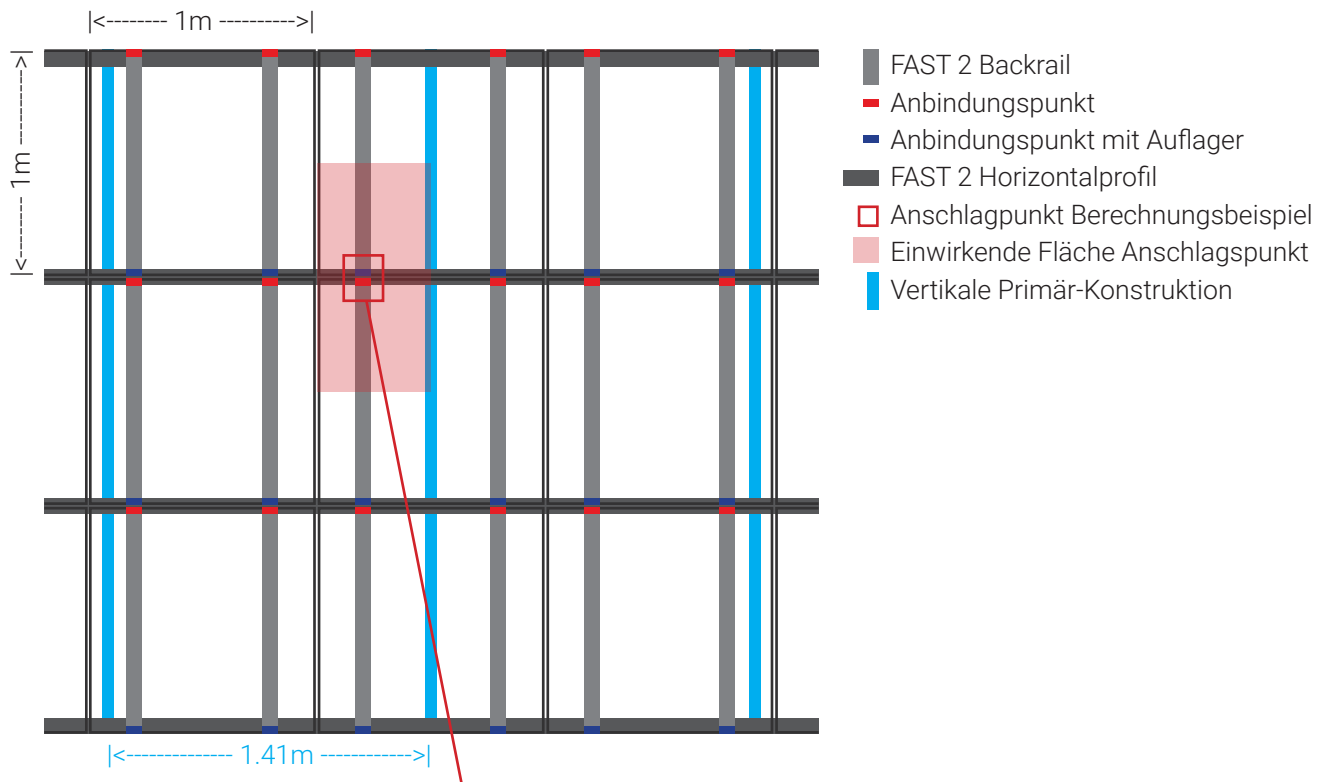 |<-------- 1m ---------->|
|<------- 1m --------->|
FAST 2 Backrail
Anbindungspunkt
Anbindungspunkt mit Auflager
FAST 2 Horizontalprofil
Anschlagpunkt Berechnungsbeispiel
Einwirkende Fläche Anschlagspunkt
Vertikale Primär-Konstruktion
|<------------- 1.41m ------------>|